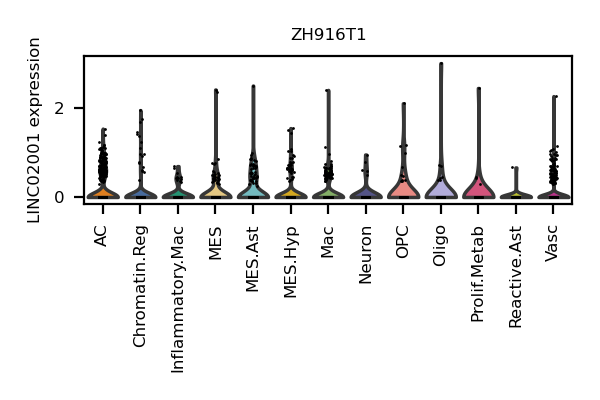 ZH916T1
LINC02001 expression
2
0
AC
Chromatin.Reg
Inflammatory.Mac
MES
MES.Ast
MES.Hyp
Mac
Neuron
OPC
Oligo
Prolif.Metab
Reactive.Ast
Vasc